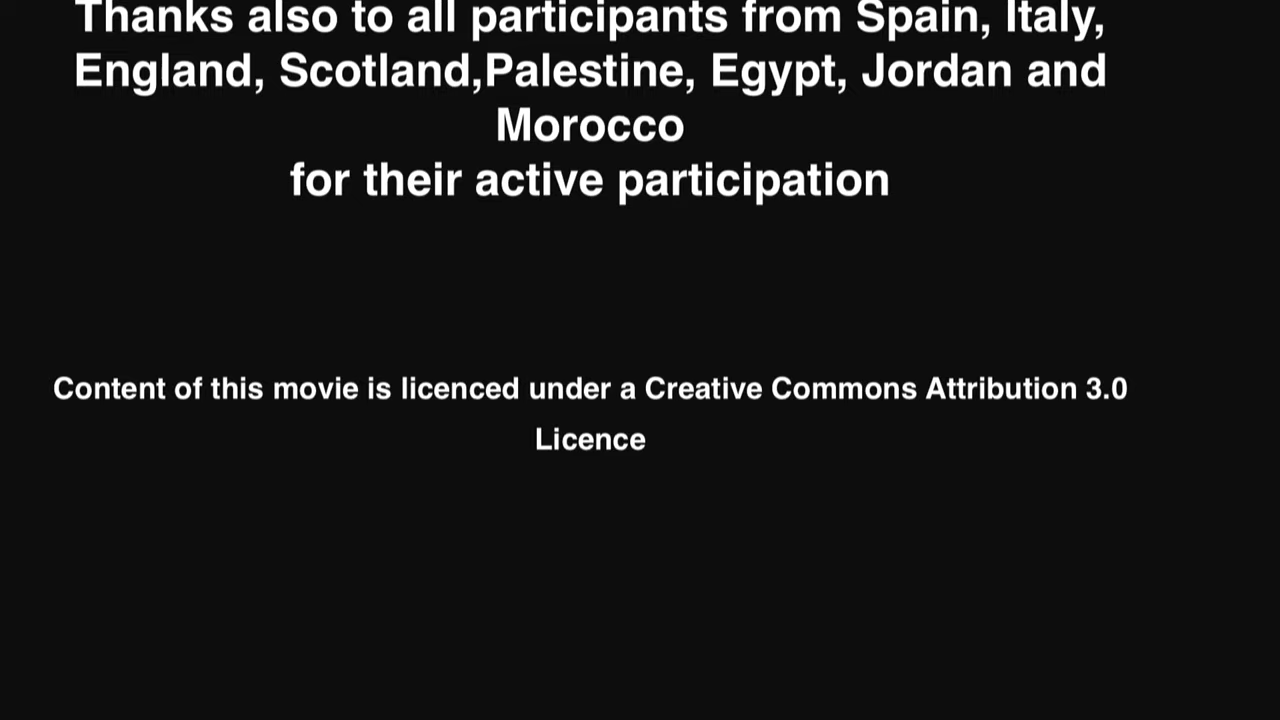 Thanks also to all participants from Spain, Italy,
England, Scotland,Palestine, Egypt, Jordan and
Morocco
for their active participation
Content of this movie is licenced under a Creative Commons Attribution 3.0
Licence